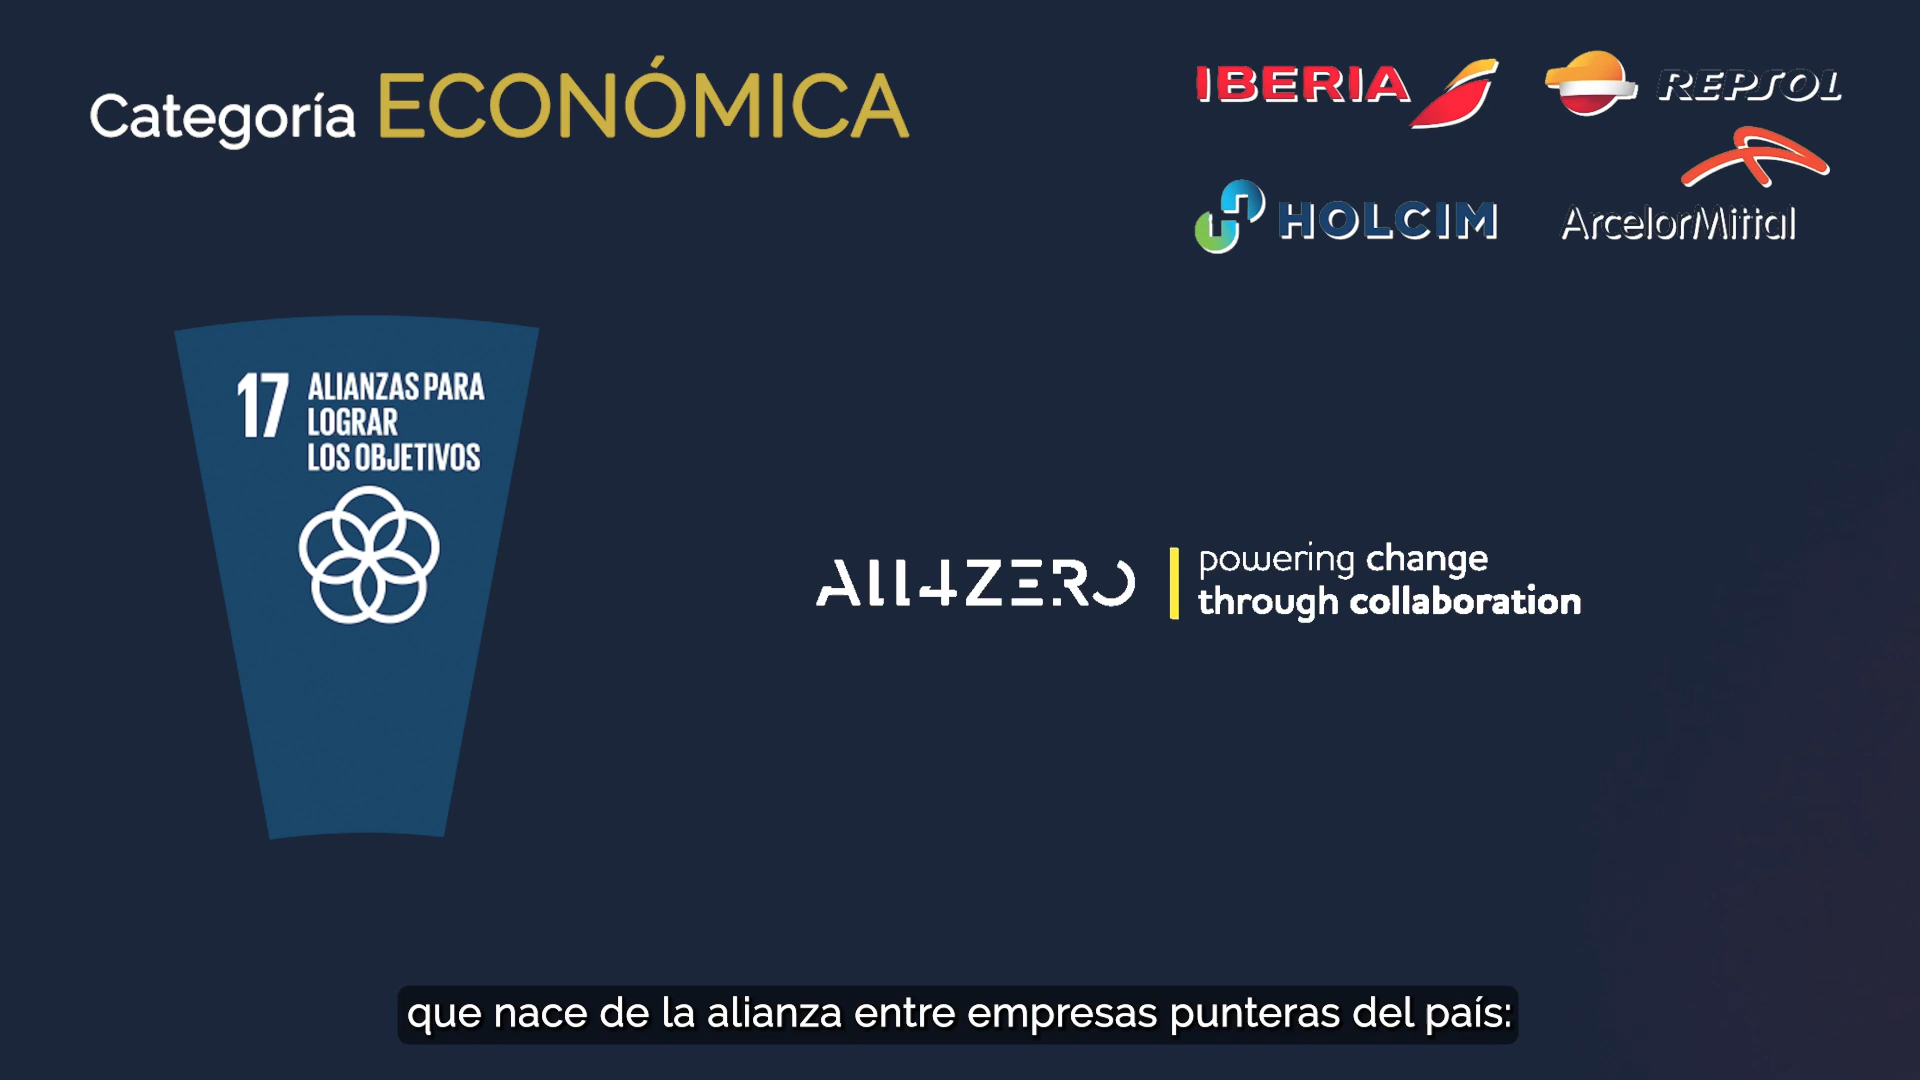 Categoría ECONÓMICA
IBERIA
REPSOL
HOLCIM
ArcelorMittal
17 ALIANZAS PARA
LOGRAR
LOS OBJETIVOS
All4ZERO
powering change
through collaboration
que nace de la alianza entre empresas punteras del país: